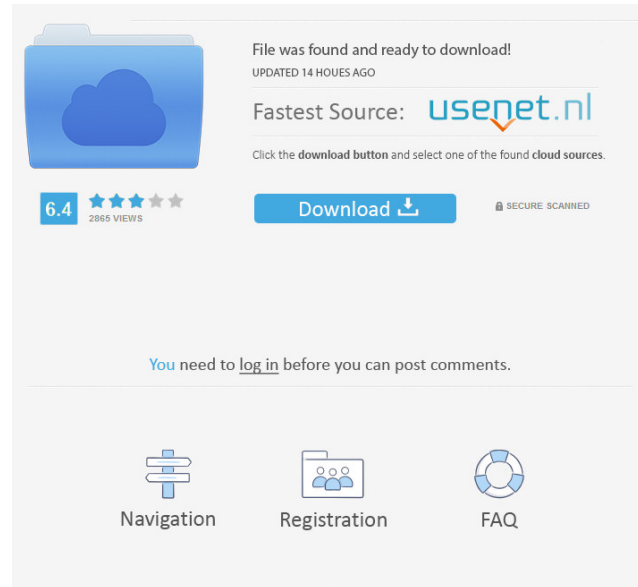 File was found and ready to download!
UPDATED 14 HOUES AGO
Fastest Source: usenet.nl
Click the download button and select one of the found cloud sources.
6.4
2865 VIEWS
Download
SECURE SCANNED
You need to log in before you can post comments.
Navigation
Registration
FAQ